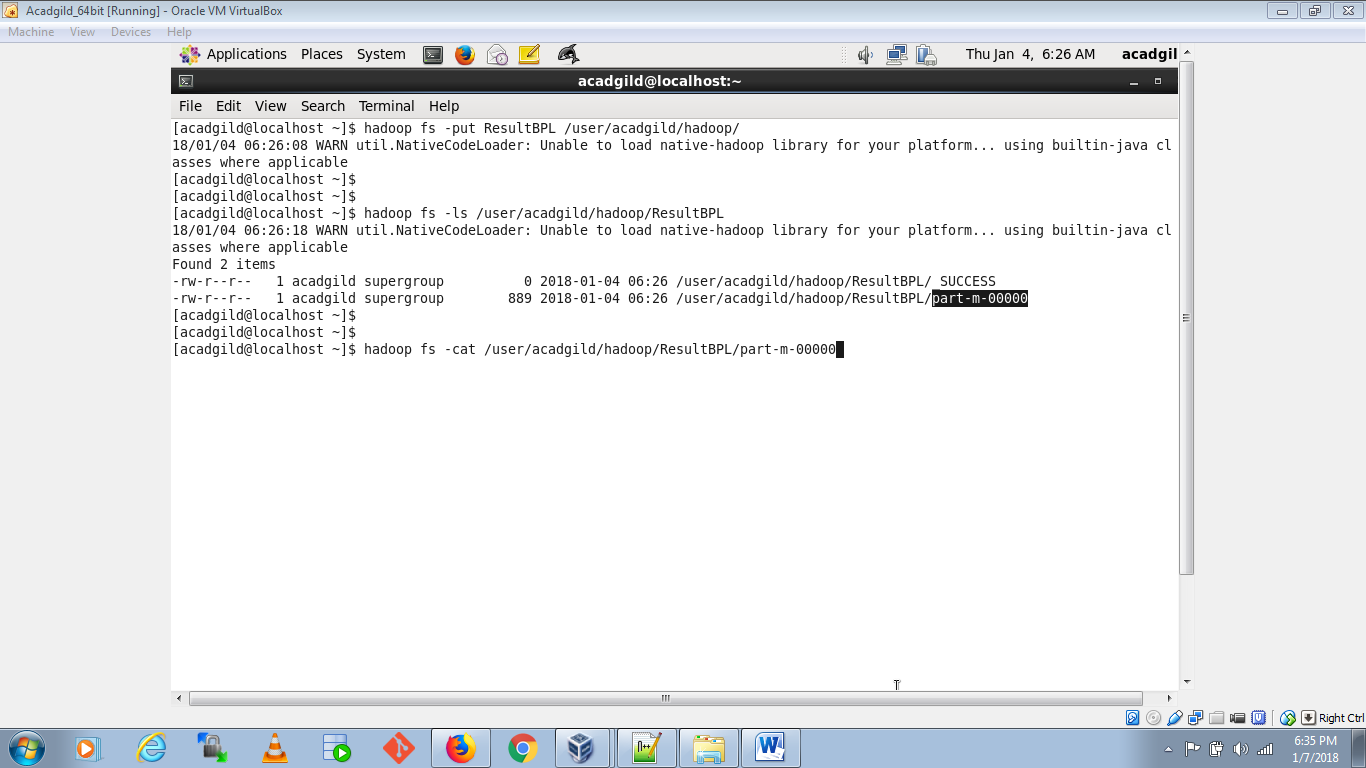 Acadgild_64bit [Running] - Oracle VM VirtualBox
Machine View Devices Help
Applications Places System Thu Jan 4, 6:26 AM acadgil
acadgild@localhost:~
File Edit View Search Terminal Help
[acadgild@localhost ~]$ hadoop fs -put ResultBPL /user/acadgild/hadoop/
18/01/04 06:26:08 WARN util.NativeCodeLoader: Unable to load native-hadoop library for your platform... using builtin-java cl
asses where applicable
[acadgild@localhost ~]$
[acadgild@localhost ~]$
[acadgild@localhost ~]$ hadoop fs -ls /user/acadgild/hadoop/ResultBPL
18/01/04 06:26:18 WARN util.NativeCodeLoader: Unable to load native-hadoop library for your platform... using builtin-java cl
asses where applicable
Found 2 items
-rw-r--r--   1 acadgild supergroup          0 2018-01-04 06:26 /user/acadgild/hadoop/ResultBPL/_SUCCESS
-rw-r--r--   1 acadgild supergroup        889 2018-01-04 06:26 /user/acadgild/hadoop/ResultBPL/part-m-00000
[acadgild@localhost ~]$
[acadgild@localhost ~]$
[acadgild@localhost ~]$ hadoop fs -cat /user/acadgild/hadoop/ResultBPL/part-m-00000
Right Ctrl
6:35 PM
1/7/2018